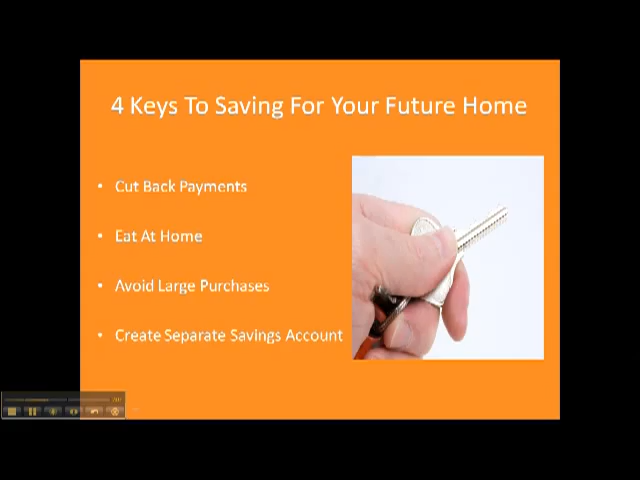 4 Keys To Saving For Your Future Home
• Cut Back Payments
• Eat At Home
• Avoid Large Purchases
• Create Separate Savings Account